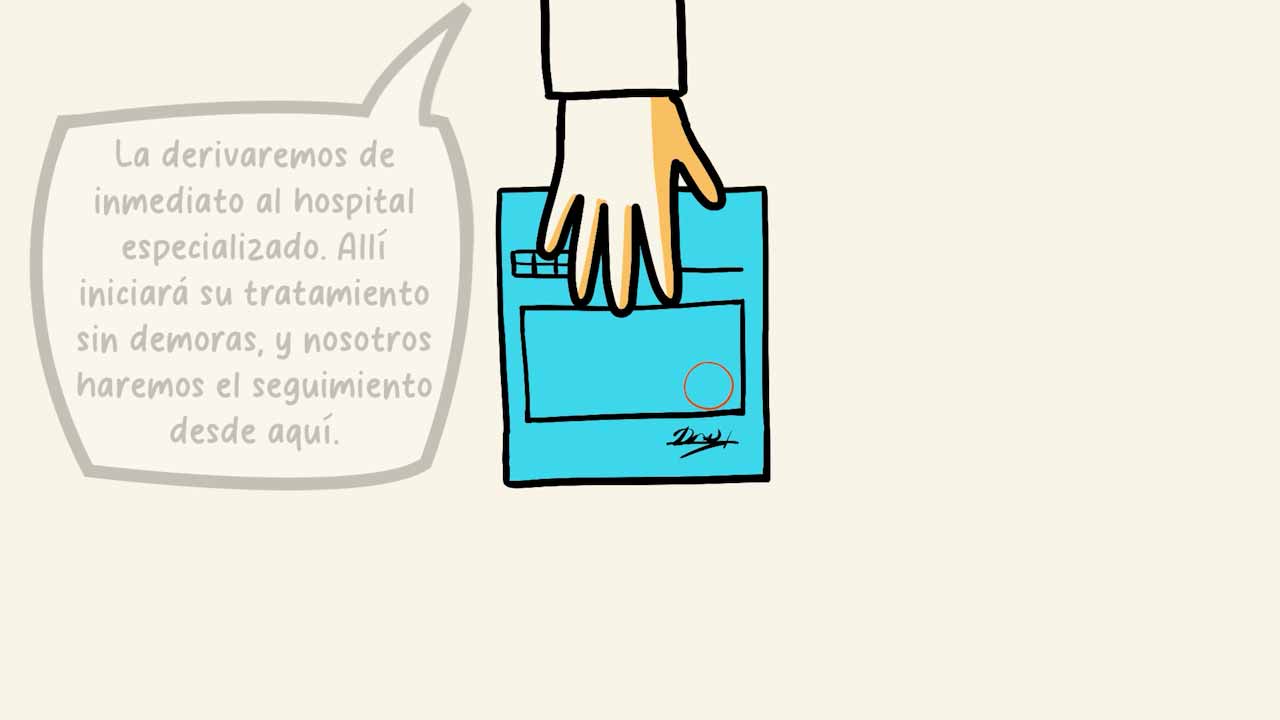 La derivaremos de
inmediato al hospital
especializado. Allí
iniciará su tratamiento
sin demoras, y nosotros
haremos el seguimiento
desde aquí.